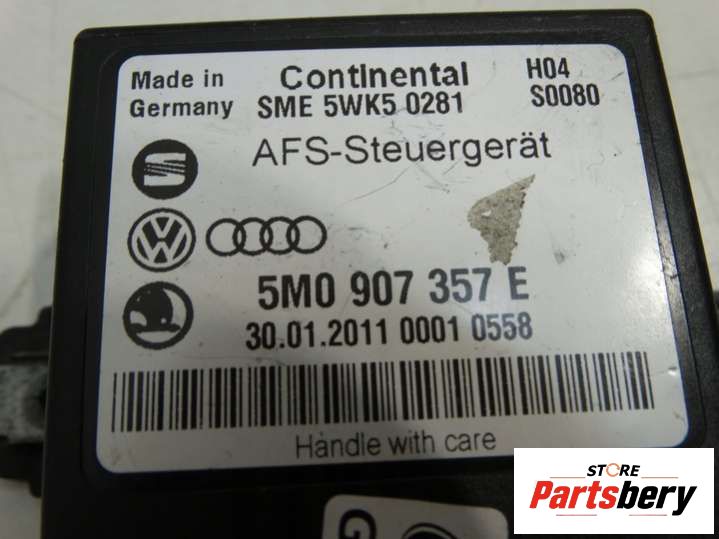 Made in
Germany
Continental
SME 5WK5 0281
H04
S0080
AFS-Steuergerät
5M0 907 357 E
30.01.2011 0001 0558
Handle with care
G
STORE
Partsbery